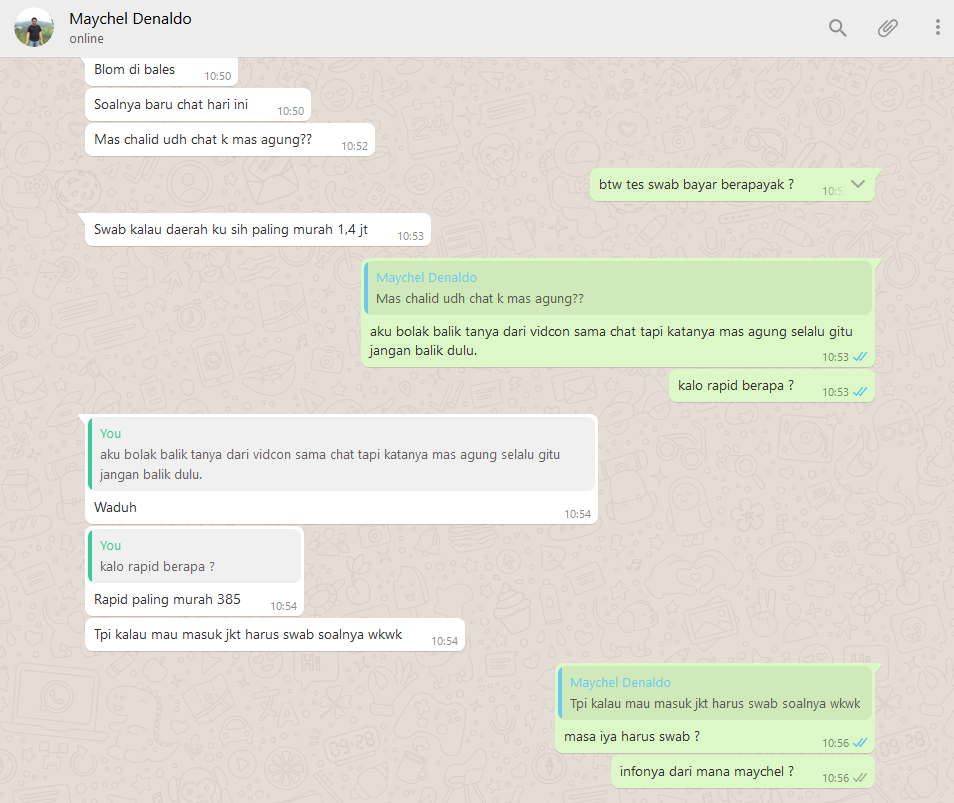 Maychel Denaldo
online
Blom di bales
10:50
Soalnya baru chat hari ini
10:50
Mas chalid udh chat k mas agung??
10:52
btw tes swab bayar berapayak ?
10:5
Swab kalau daerah ku sih paling murah 1,4 jt
10:53
Maychel Denaldo
Mas chalid udh chat k mas agung??
aku bolak balik tanya dari vidcon sama chat tapi katanya mas agung selalu gitu
jangan balik dulu.
10:53
kalo rapid berapa ?
10:53
You
aku bolak balik tanya dari vidcon sama chat tapi katanya mas agung selalu gitu
jangan balik dulu.
Waduh
10:54
You
kalo rapid berapa ?
Rapid paling murah 385
10:54
Tpi kalau mau masuk jkt harus swab soalnya wkwk
10:54
Maychel Denaldo
Tpi kalau mau masuk jkt harus swab soalnya wkwk
masa iya harus swab ?
10:56
infonya dari mana maychel ?
10:56